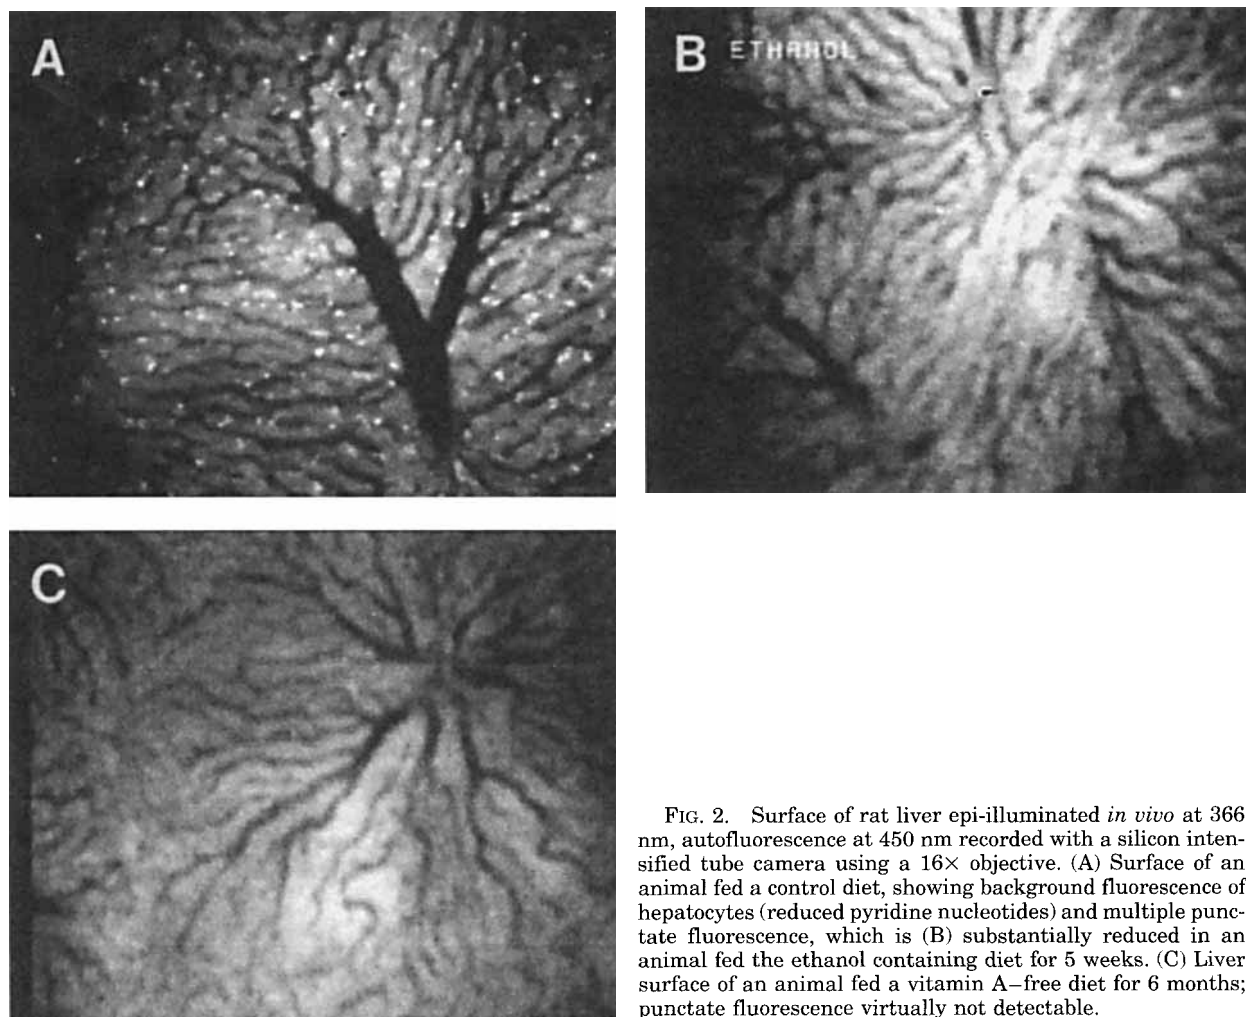 A
B ETHANOL
C
FIG. 2. Surface of rat liver epi-illuminated in vivo at 366
nm, autofluorescence at 450 nm recorded with a silicon inten-
sified tube camera using a 16× objective. (A) Surface of an
animal fed a control diet, showing background fluorescence of
hepatocytes (reduced pyridine nucleotides) and multiple punc-
tate fluorescence, which is (B) substantially reduced in an
animal fed the ethanol containing diet for 5 weeks. (C) Liver
surface of an animal fed a vitamin A–free diet for 6 months;
punctate fluorescence virtually not detectable.